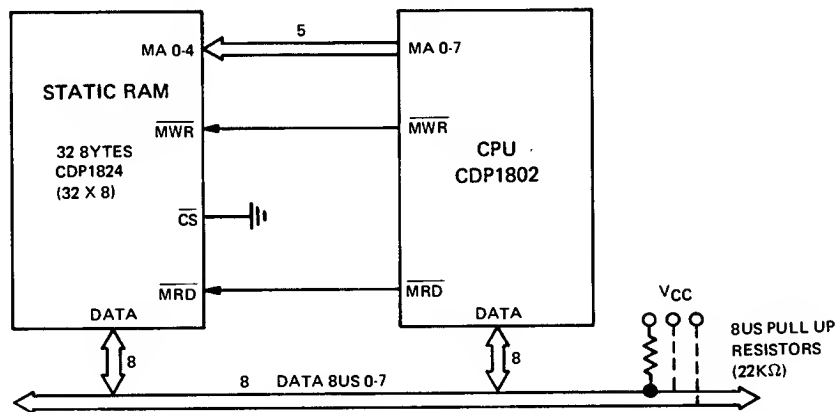 5
MA 0-4
MA 0-7
STATIC RAM
MWR
MWR
32 8YTES
CDP1824
(32 X 8)
CPU
CDP1802
CS
MRD
MRD
VCC
DATA
DATA
8US PULL UP
RESISTORS
(22KΩ)
8
8
8 DATA 8US 0-7